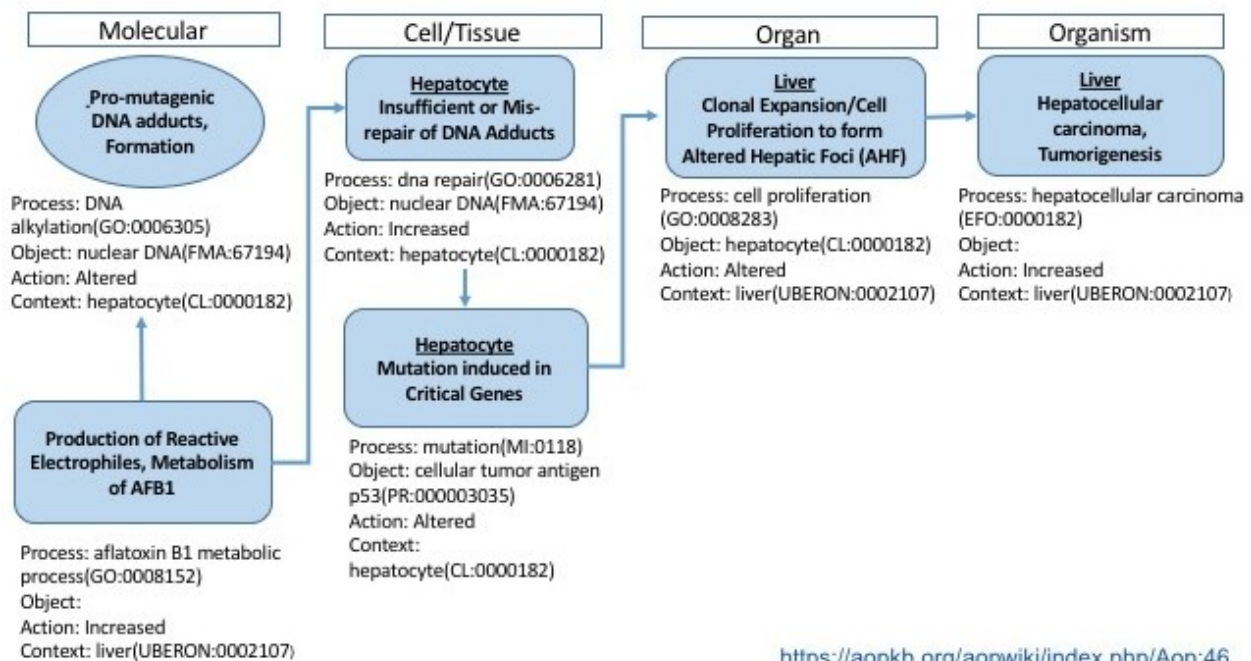 Molecular
Cell/Tissue
Organ
Organism
Pro-mutagenic
DNA adducts,
Formation
Process: DNA
alkylation(GO:0006305)
Object: nuclear DNA(FMA:67194)
Action: Altered
Context: hepatocyte(CL:0000182)
Production of Reactive
Electrophiles, Metabolism
of AFB1
Process: aflatoxin B1 metabolic
process(GO:0008152)
Object:
Action: Increased
Context: liver(UBERON:0002107)
Hepatocyte
Insufficient or Mis-
repair of DNA Adducts
Process: dna repair(GO:0006281)
Object: nuclear DNA(FMA:67194)
Action: Increased
Context: hepatocyte(CL:0000182)
Hepatocyte
Mutation induced in
Critical Genes
Process: mutation(MI:0118)
Object: cellular tumor antigen
p53(PR:000003035)
Action: Altered
Context:
hepatocyte(CL:0000182)
Liver
Clonal Expansion/Cell
Proliferation to form
Altered Hepatic Foci (AHF)
Process: cell proliferation
(GO:0008283)
Object: hepatocyte(CL:0000182)
Action: Altered
Context: liver(UBERON:0002107)
Liver
Hepatocellular
carcinoma,
Tumorigenesis
Process: hepatocellular carcinoma
(EFO:0000182)
Object:
Action: Increased
Context: liver(UBERON:0002107)
https://aopkb.org/aopwiki/index.php/Aop:46